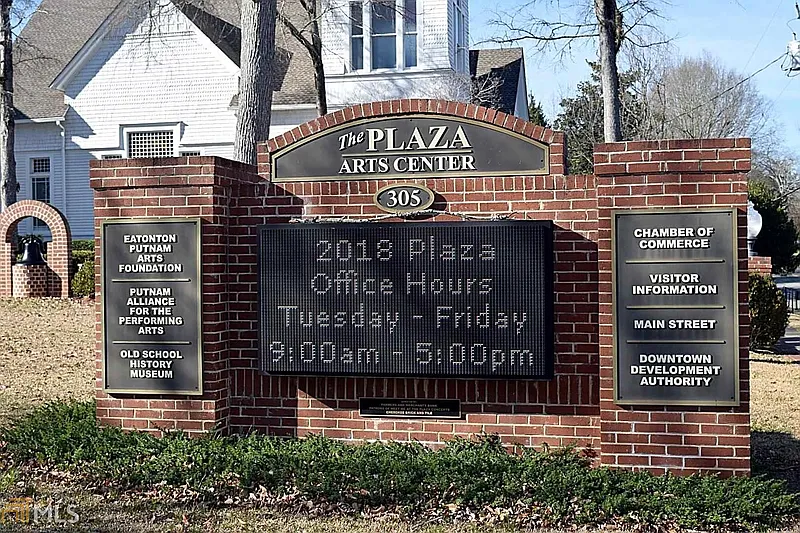 The PLAZA
ARTS CENTER
305
EATONTON
PUTNAM
ARTS
FOUNDATION
PUTNAM
ALLIANCE
FOR THE
PERFORMING
ARTS
OLD SCHOOL
HISTORY
MUSEUM
2018 Plaza
Office Hours
Tuesday - Friday
9:00am - 5:00pm
CHAMBER OF
COMMERCE
VISITOR
INFORMATION
MAIN STREET
DOWNTOWN
DEVELOPMENT
AUTHORITY
MLS